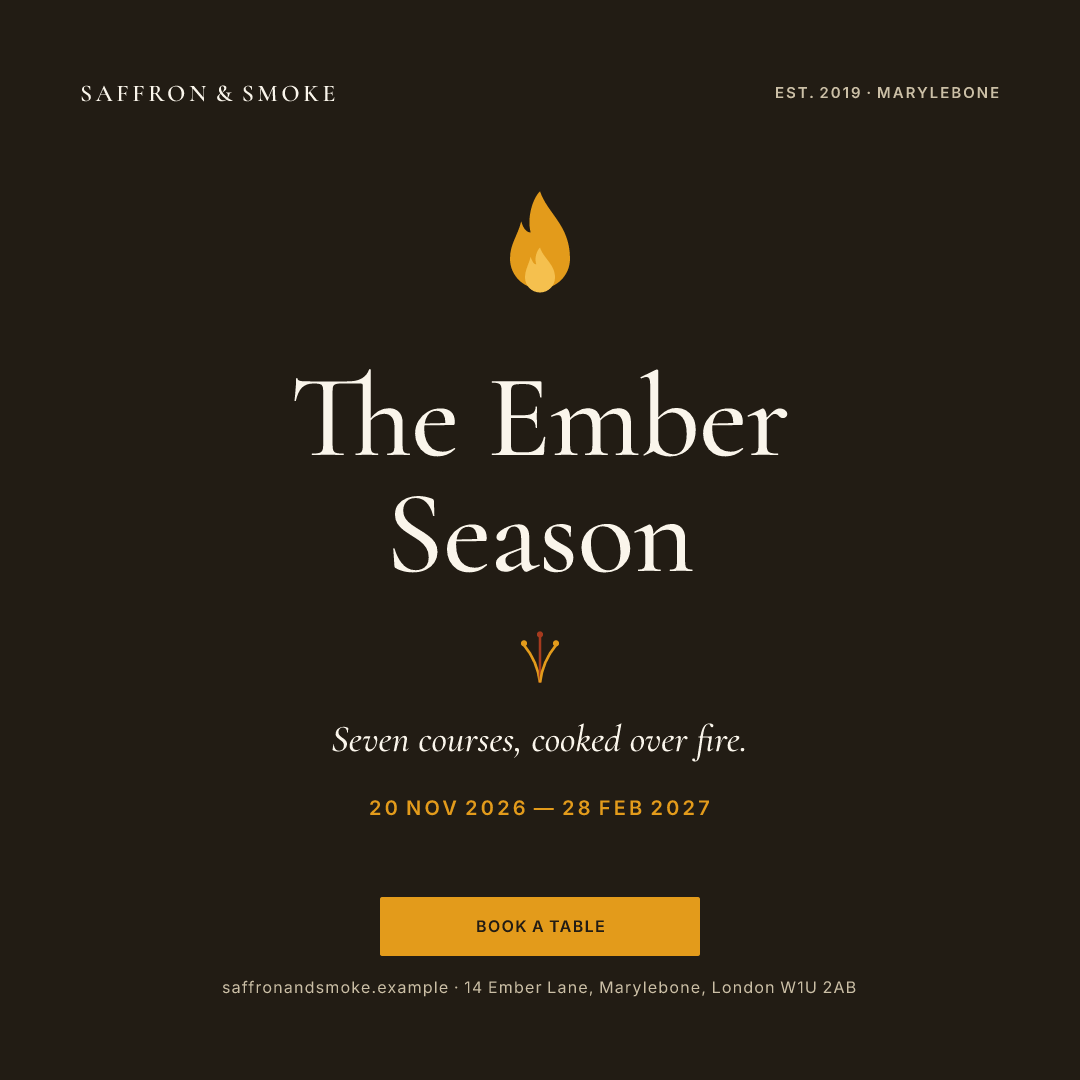 SAFFRON & SMOKE
EST. 2019 · MARYLEBONE
The Ember
Season
Seven courses, cooked over fire.
20 NOV 2026 — 28 FEB 2027
BOOK A TABLE
saffronandsmoke.example · 14 Ember Lane, Marylebone, London W1U 2AB